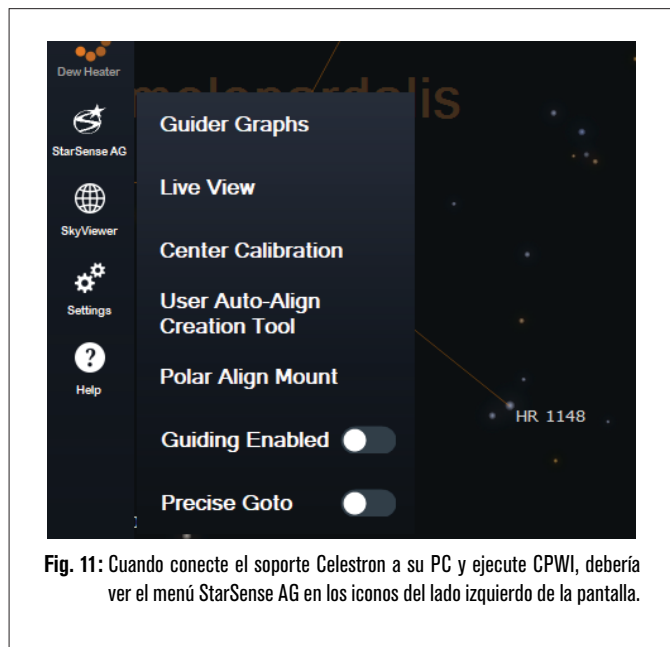 Dew Heater
StarSense AG
SkyViewer
Settings
Help
Guider Graphs
Live View
Center Calibration
User Auto-Align
Creation Tool
Polar Align Mount
Guiding Enabled
Precise Goto
HR 1148
Fig. 11: Cuando conecte el soporte Celestron a su PC y ejecute CPWI, debería
ver el menú StarSense AG en los iconos del lado izquierdo de la pantalla.